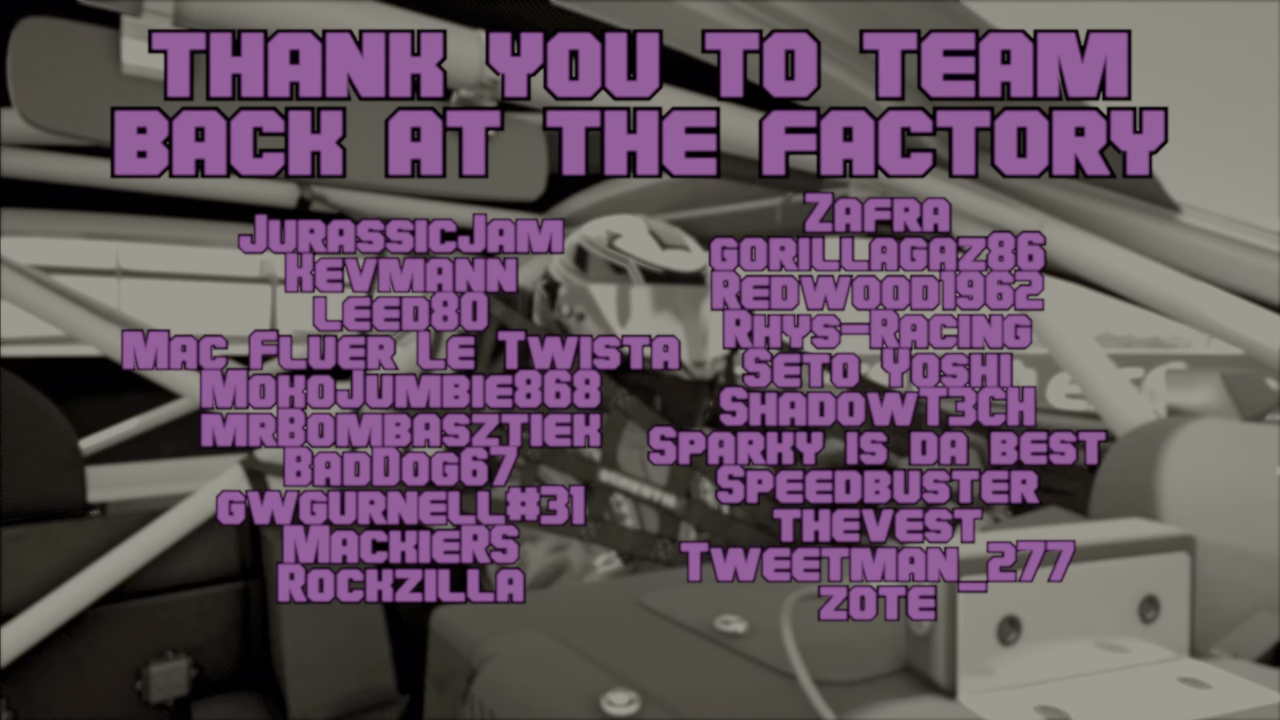 THANK YOU TO TEAM
BACK AT THE FACTORY
JurassicJam
Kevmann
leed80
Mac Fluer Le Twista
MokoJumbie868
mrBombasztiek
BadDog67
gwgurnell#31
MackieRS
Rockzilla
Zafra
gorillagaz86
Redwood1962
Rhys-Racing
Seto Yoshi
ShadowT3CH
Sparky is da best
Speedbuster
thevest
Tweetman_277
zote